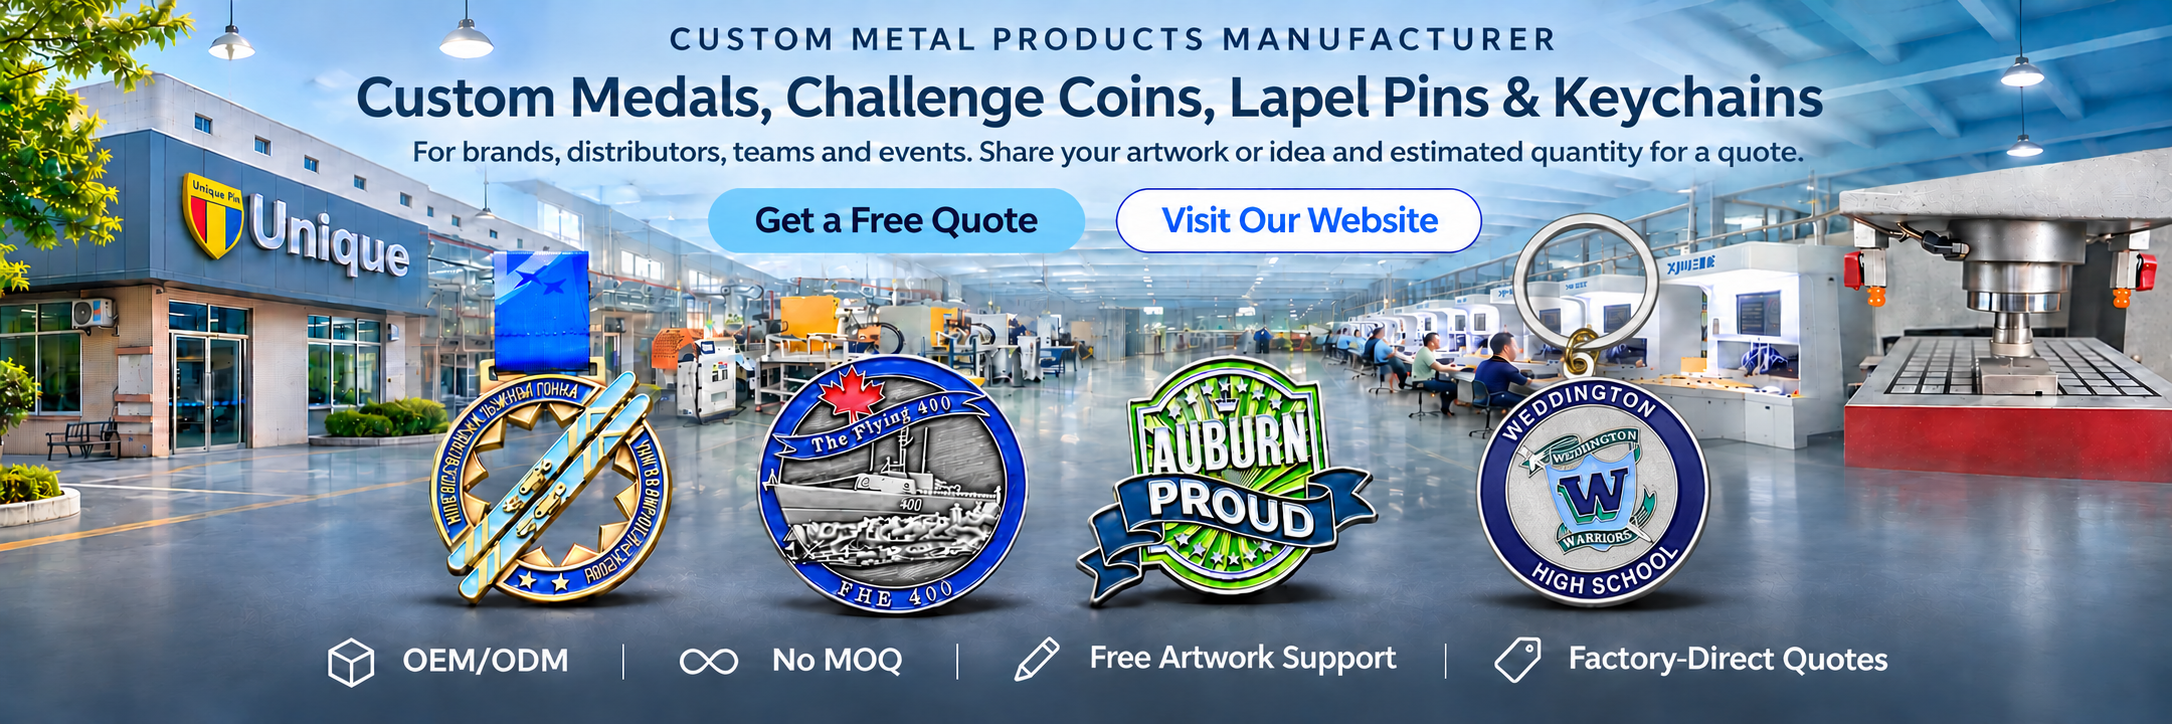 CUSTOM METAL PRODUCTS MANUFACTURER
Custom Medals, Challenge Coins, Lapel Pins & Keychains
For brands, distributors, teams and events. Share your artwork or idea and estimated quantity for a quote.
Get a Free Quote
Visit Our Website
Unique Pin
Unique
The Flying 400
400
FHE 400
AUBURN
PROUD
WEDDINGTON
WEDDINGTON
W
WARRIORS
HIGH SCHOOL
OEM/ODM
No MOQ
Free Artwork Support
Factory-Direct Quotes